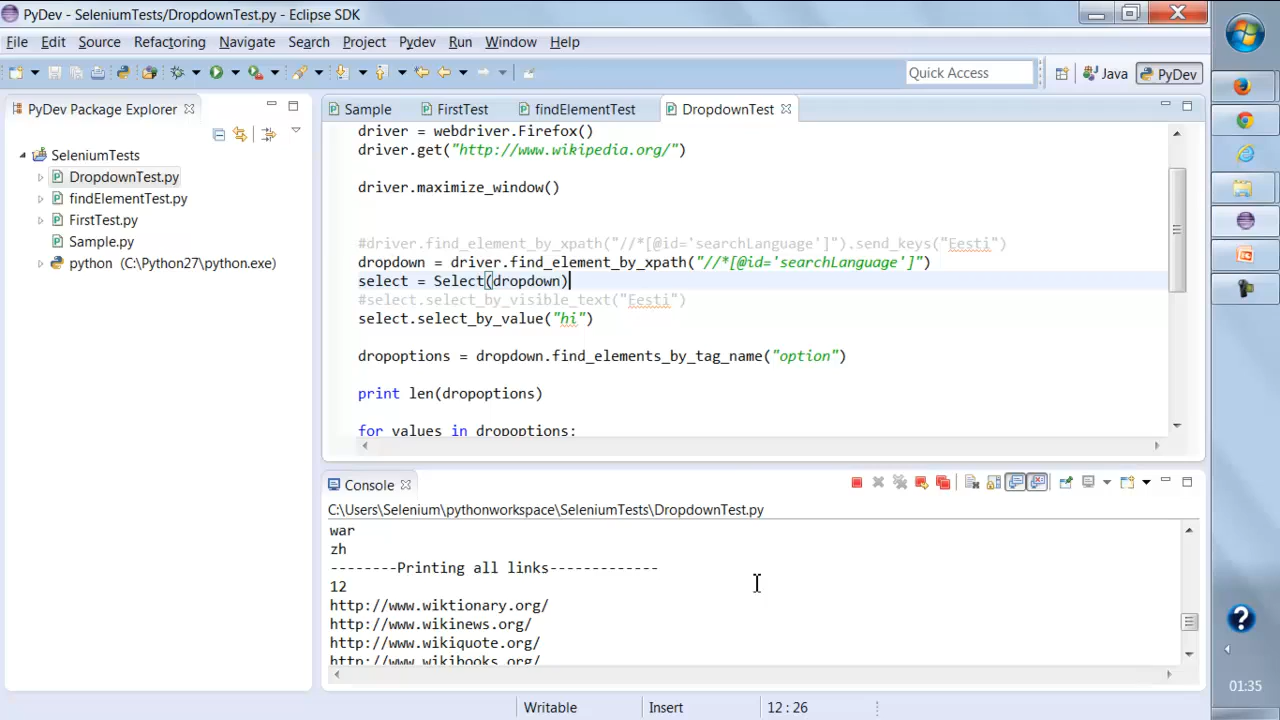 PyDev - SeleniumTests/DropdownTest.py - Eclipse SDK
File Edit Source Refactoring Navigate Search Project Pydev Run Window Help
Quick Access
Java
PyDev
PyDev Package Explorer
SeleniumTests
DropdownTest.py
findElementTest.py
FirstTest.py
Sample.py
python (C:\Python27\python.exe)
Sample FirstTest findElementTest DropdownTest
driver = webdriver.Firefox()
driver.get("http://www.wikipedia.org/")
driver.maximize_window()
#driver.find_element_by_xpath("//*[@id='searchLanguage']").send_keys("Eesti")
dropdown = driver.find_element_by_xpath("//*[@id='searchLanguage']")
select = Select(dropdown)
#select.select_by_visible_text("Eesti")
select.select_by_value("hi")
dropoptions = dropdown.find_elements_by_tag_name("option")
print len(dropoptions)
for values in dropoptions:
Console
C:\Users\Selenium\pythonworkspace\SeleniumTests\DropdownTest.py
war
zh
--------Printing all links-------------
12
http://www.wiktionary.org/
http://www.wikinews.org/
http://www.wikiquote.org/
http://www.wikibooks.org/
Writable Insert 12 : 26
01:35